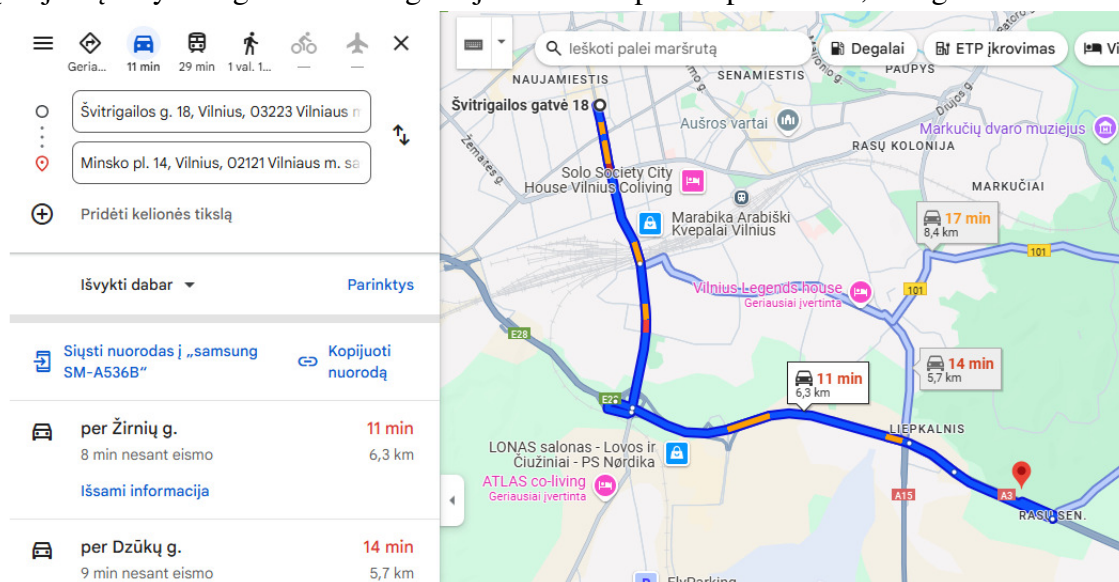 Geria...
11 min
29 min
1 val. 1...
Švitrigailos g. 18, Vilnius, 03223 Vilniaus m
Minsko pl. 14, Vilnius, 02121 Vilniaus m. sa
Pridėti kelionės tikslą
Išvykti dabar
Parinktys
Siųsti nuorodas į „samsung
SM-A536B“
Kopijuoti
nuorodą
per Žirnių g.
11 min
8 min nesant eismo
6,3 km
Išsami informacija
per Dzūkų g.
14 min
9 min nesant eismo
5,7 km
Ieškoti palei maršrutą
Degalai
ETP įkrovimas
Vi
NAUJAMIESTIS
SENAMIESTIS
PAUPYS
Švitrigailos gatvė 18
Aušros vartai
Drujos g.
Markučių dvaro muziejus
RASŲ KOLONIJA
Žemaitės g.
Solo Society City
House Vilnius Coliving
MARKUČIAI
Marabika Arabiški
Kvepalai Vilnius
17 min
8,4 km
101
Vilnius Legends house
Geriausiai įvertinta
101
E28
14 min
5,7 km
11 min
6,3 km
E28
LIEPKALNIS
LONAS salonas - Lovos ir
Čiužiniai - PS Nørdika
ATLAS co-living
Geriausiai įvertinta
A15
A3
RASŲ SEN.
FlyParking